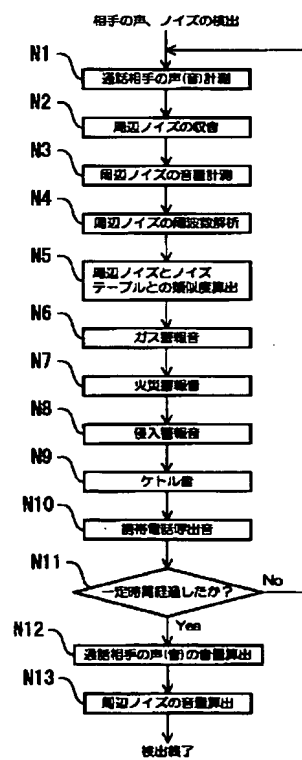 相手の声、ノイズの検出
N1
通話相手の声(音)計測
N2
周辺ノイズの収音
N3
周辺ノイズの音量計測
N4
周辺ノイズの周波数解析
N5
周辺ノイズとノイズ
テーブルとの類似度算出
N6
ガス警報音
N7
火災警報音
N8
侵入警報音
N9
ケトル音
N10
携帯電話呼出音
N11
一定時間経過したか?
No
Yes
N12
通話相手の声(音)の音量算出
N13
周辺ノイズの音量算出
検出終了